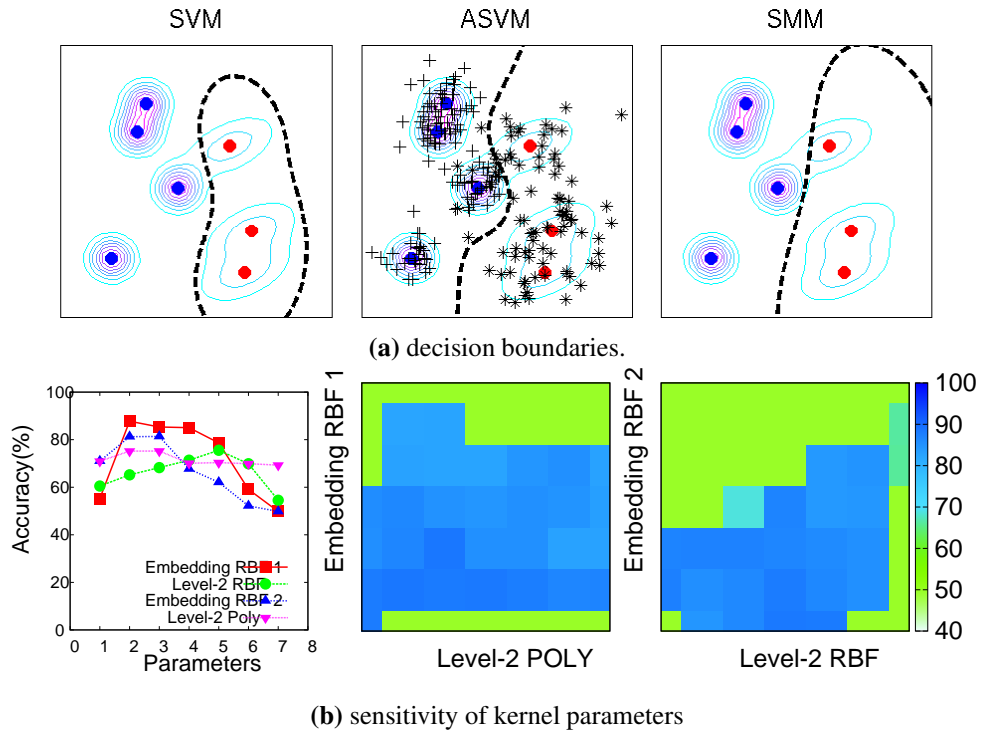 SVM
ASVM
SMM
(a) decision boundaries.
100
80
60
40
20
0
Accuracy(%)
0 1 2 3 4 5 6 7 8
Parameters
Embedding RBF 1
Level-2 RBF
Embedding RBF 2
Level-2 Poly
Embedding RBF 1
Level-2 POLY
Embedding RBF 2
Level-2 RBF
100
90
80
70
60
50
40
(b) sensitivity of kernel parameters